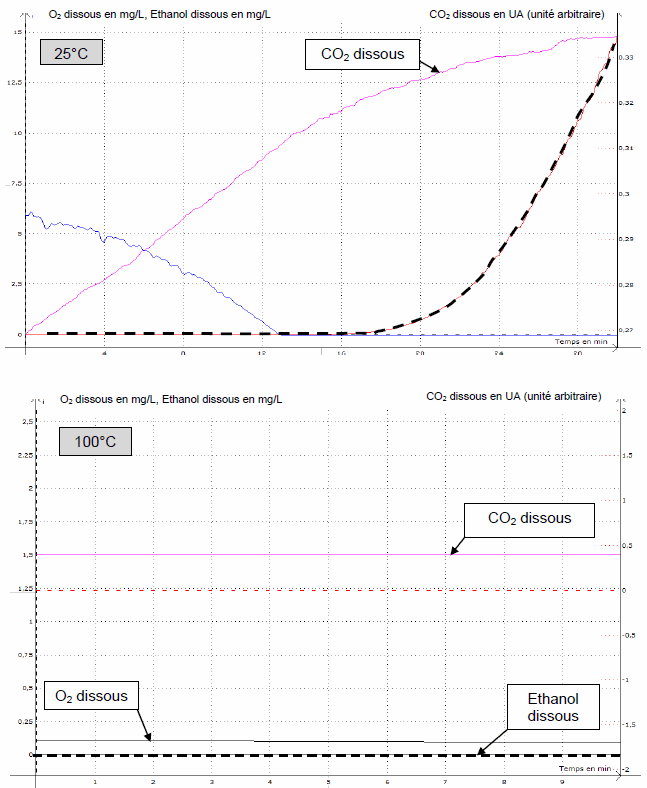 O₂ dissous en mg/L, Ethanol dissous en mg/L
CO₂ dissous en UA (unité arbitraire)
15
25°C
CO₂ dissous
0,33
12,5
0,32
10
0,31
7,5
0,3
5
0,29
2,5
0,28
0
0,27
Temps en min
4 8 12 16 20 24 28
O₂ dissous en mg/L, Ethanol dissous en mg/L
CO₂ dissous en UA (unité arbitraire)
2
2,5
100°C
2,25
1,5
2
1
1,75
CO₂ dissous
1,5
0,5
1,25
0
1
-0,5
0,75
-1
0,5
O₂ dissous
Ethanol
dissous
0,25
-1,5
0
Temps en min
-2
1 2 3 4 5 6 7 8 9